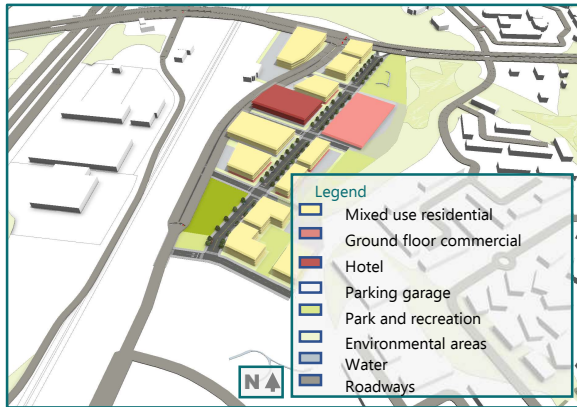 Legend
Mixed use residential
Ground floor commercial
Hotel
Parking garage
Park and recreation
Environmental areas
Water
Roadways
N